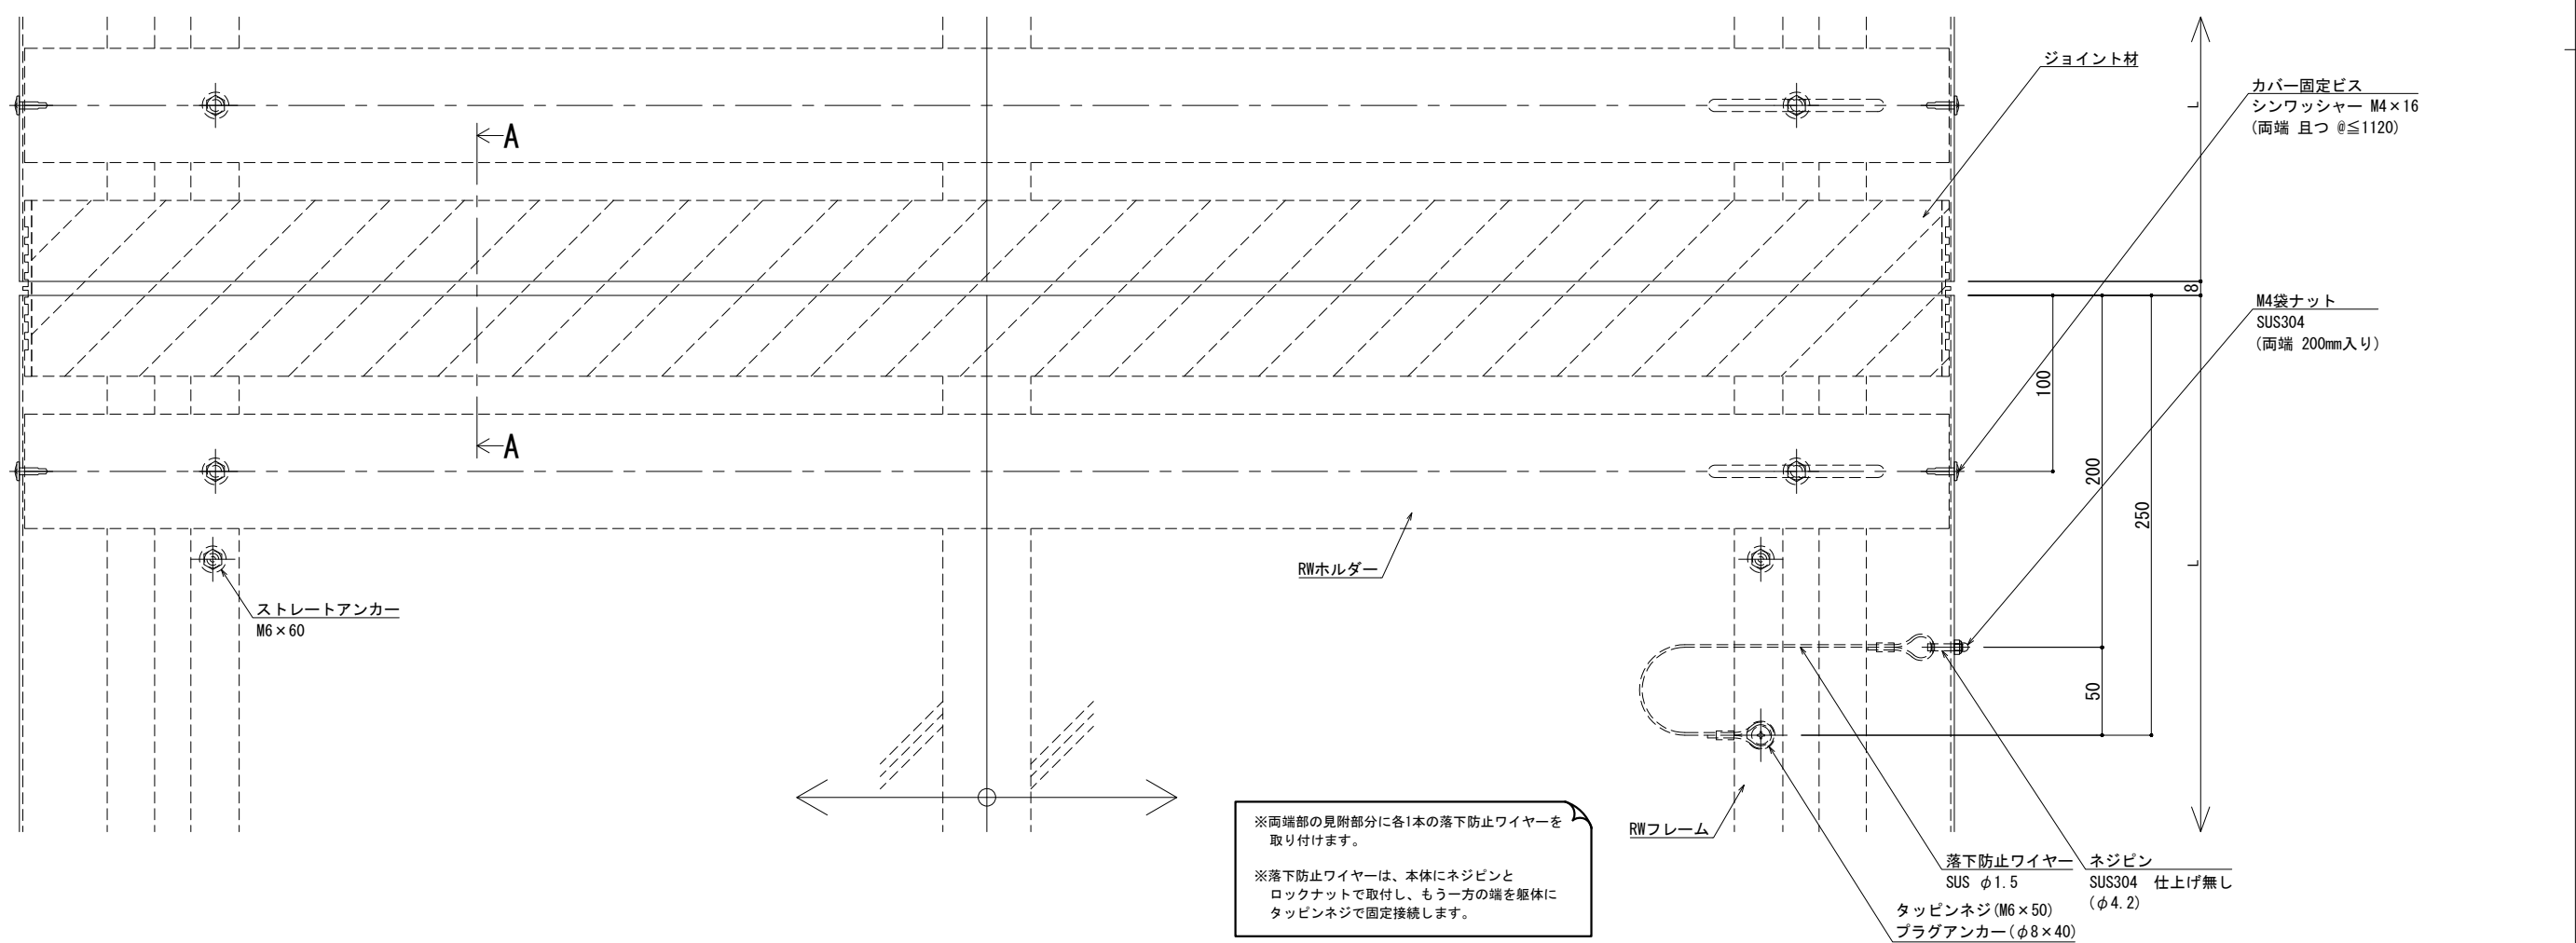 ジョイント材
カバー固定ビス
シンワッシャー M4×16
(両端 且つ @≦1120)
L
A
8
M4袋ナット
SUS304
(両端 200mm入り)
100
A
200
250
L
RWホルダー
ストレートアンカー
M6×60
50
※両端部の見附部分に各1本の落下防止ワイヤーを
取り付けます。
※落下防止ワイヤーは、本体にネジピンと
ロックナットで取付し、もう一方の端を躯体に
タッピンネジで固定接続します。
RWフレーム
落下防止ワイヤー
SUS φ1.5
ネジピン
SUS304 仕上げ無し
(φ4.2)
タッピンネジ(M6×50)
プラグアンカー(φ8×40)